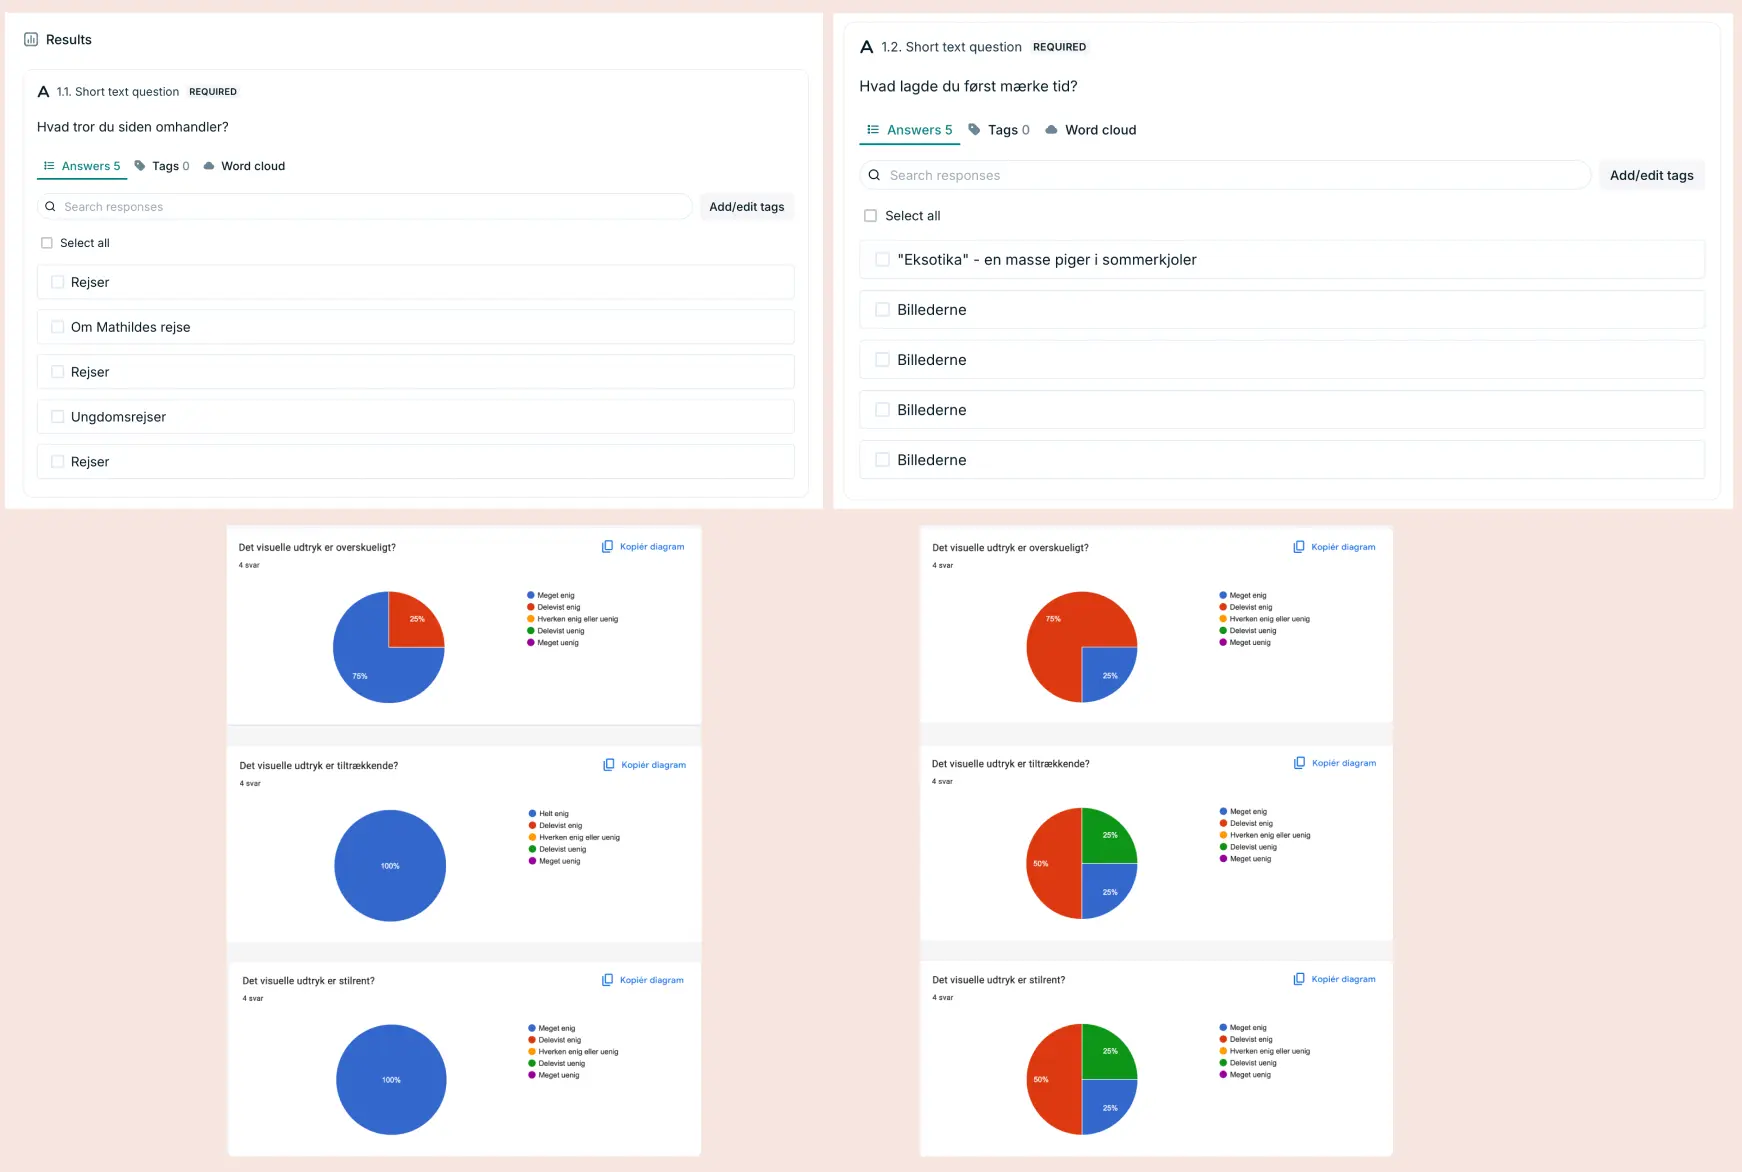 Results
A 1.1. Short text question REQUIRED
Hvad tror du siden omhandler?
Answers 5 Tags 0 Word cloud
Search responses Add/edit tags
Select all
Rejser
Om Mathildes rejse
Rejser
Ungdomsrejser
Rejser
A 1.2. Short text question REQUIRED
Hvad lagde du først mærke tid?
Answers 5 Tags 0 Word cloud
Search responses Add/edit tags
Select all
"Eksotika" - en masse piger i sommerkjoler
Billederne
Billederne
Billederne
Billederne
Det visuelle udtryk er overskueligt? Kopiér diagram
4 svar
25%
75%
Meget enig
Delevist enig
Hverken enig eller uenig
Delevist uenig
Meget uenig
Det visuelle udtryk er tiltrækkende? Kopiér diagram
4 svar
100%
Helt enig
Delevist enig
Hverken enig eller uenig
Delevist uenig
Meget uenig
Det visuelle udtryk er stilrent? Kopiér diagram
4 svar
100%
Meget enig
Delevist enig
Hverken enig eller uenig
Delevist uenig
Meget uenig
Det visuelle udtryk er overskueligt? Kopiér diagram
4 svar
75%
25%
Meget enig
Delevist enig
Hverken enig eller uenig
Delevist uenig
Meget uenig
Det visuelle udtryk er tiltrækkende? Kopiér diagram
4 svar
25%
50%
25%
Meget enig
Delevist enig
Hverken enig eller uenig
Delevist uenig
Meget uenig
Det visuelle udtryk er stilrent? Kopiér diagram
4 svar
25%
50%
25%
Meget enig
Delevist enig
Hverken enig eller uenig
Delevist uenig
Meget uenig